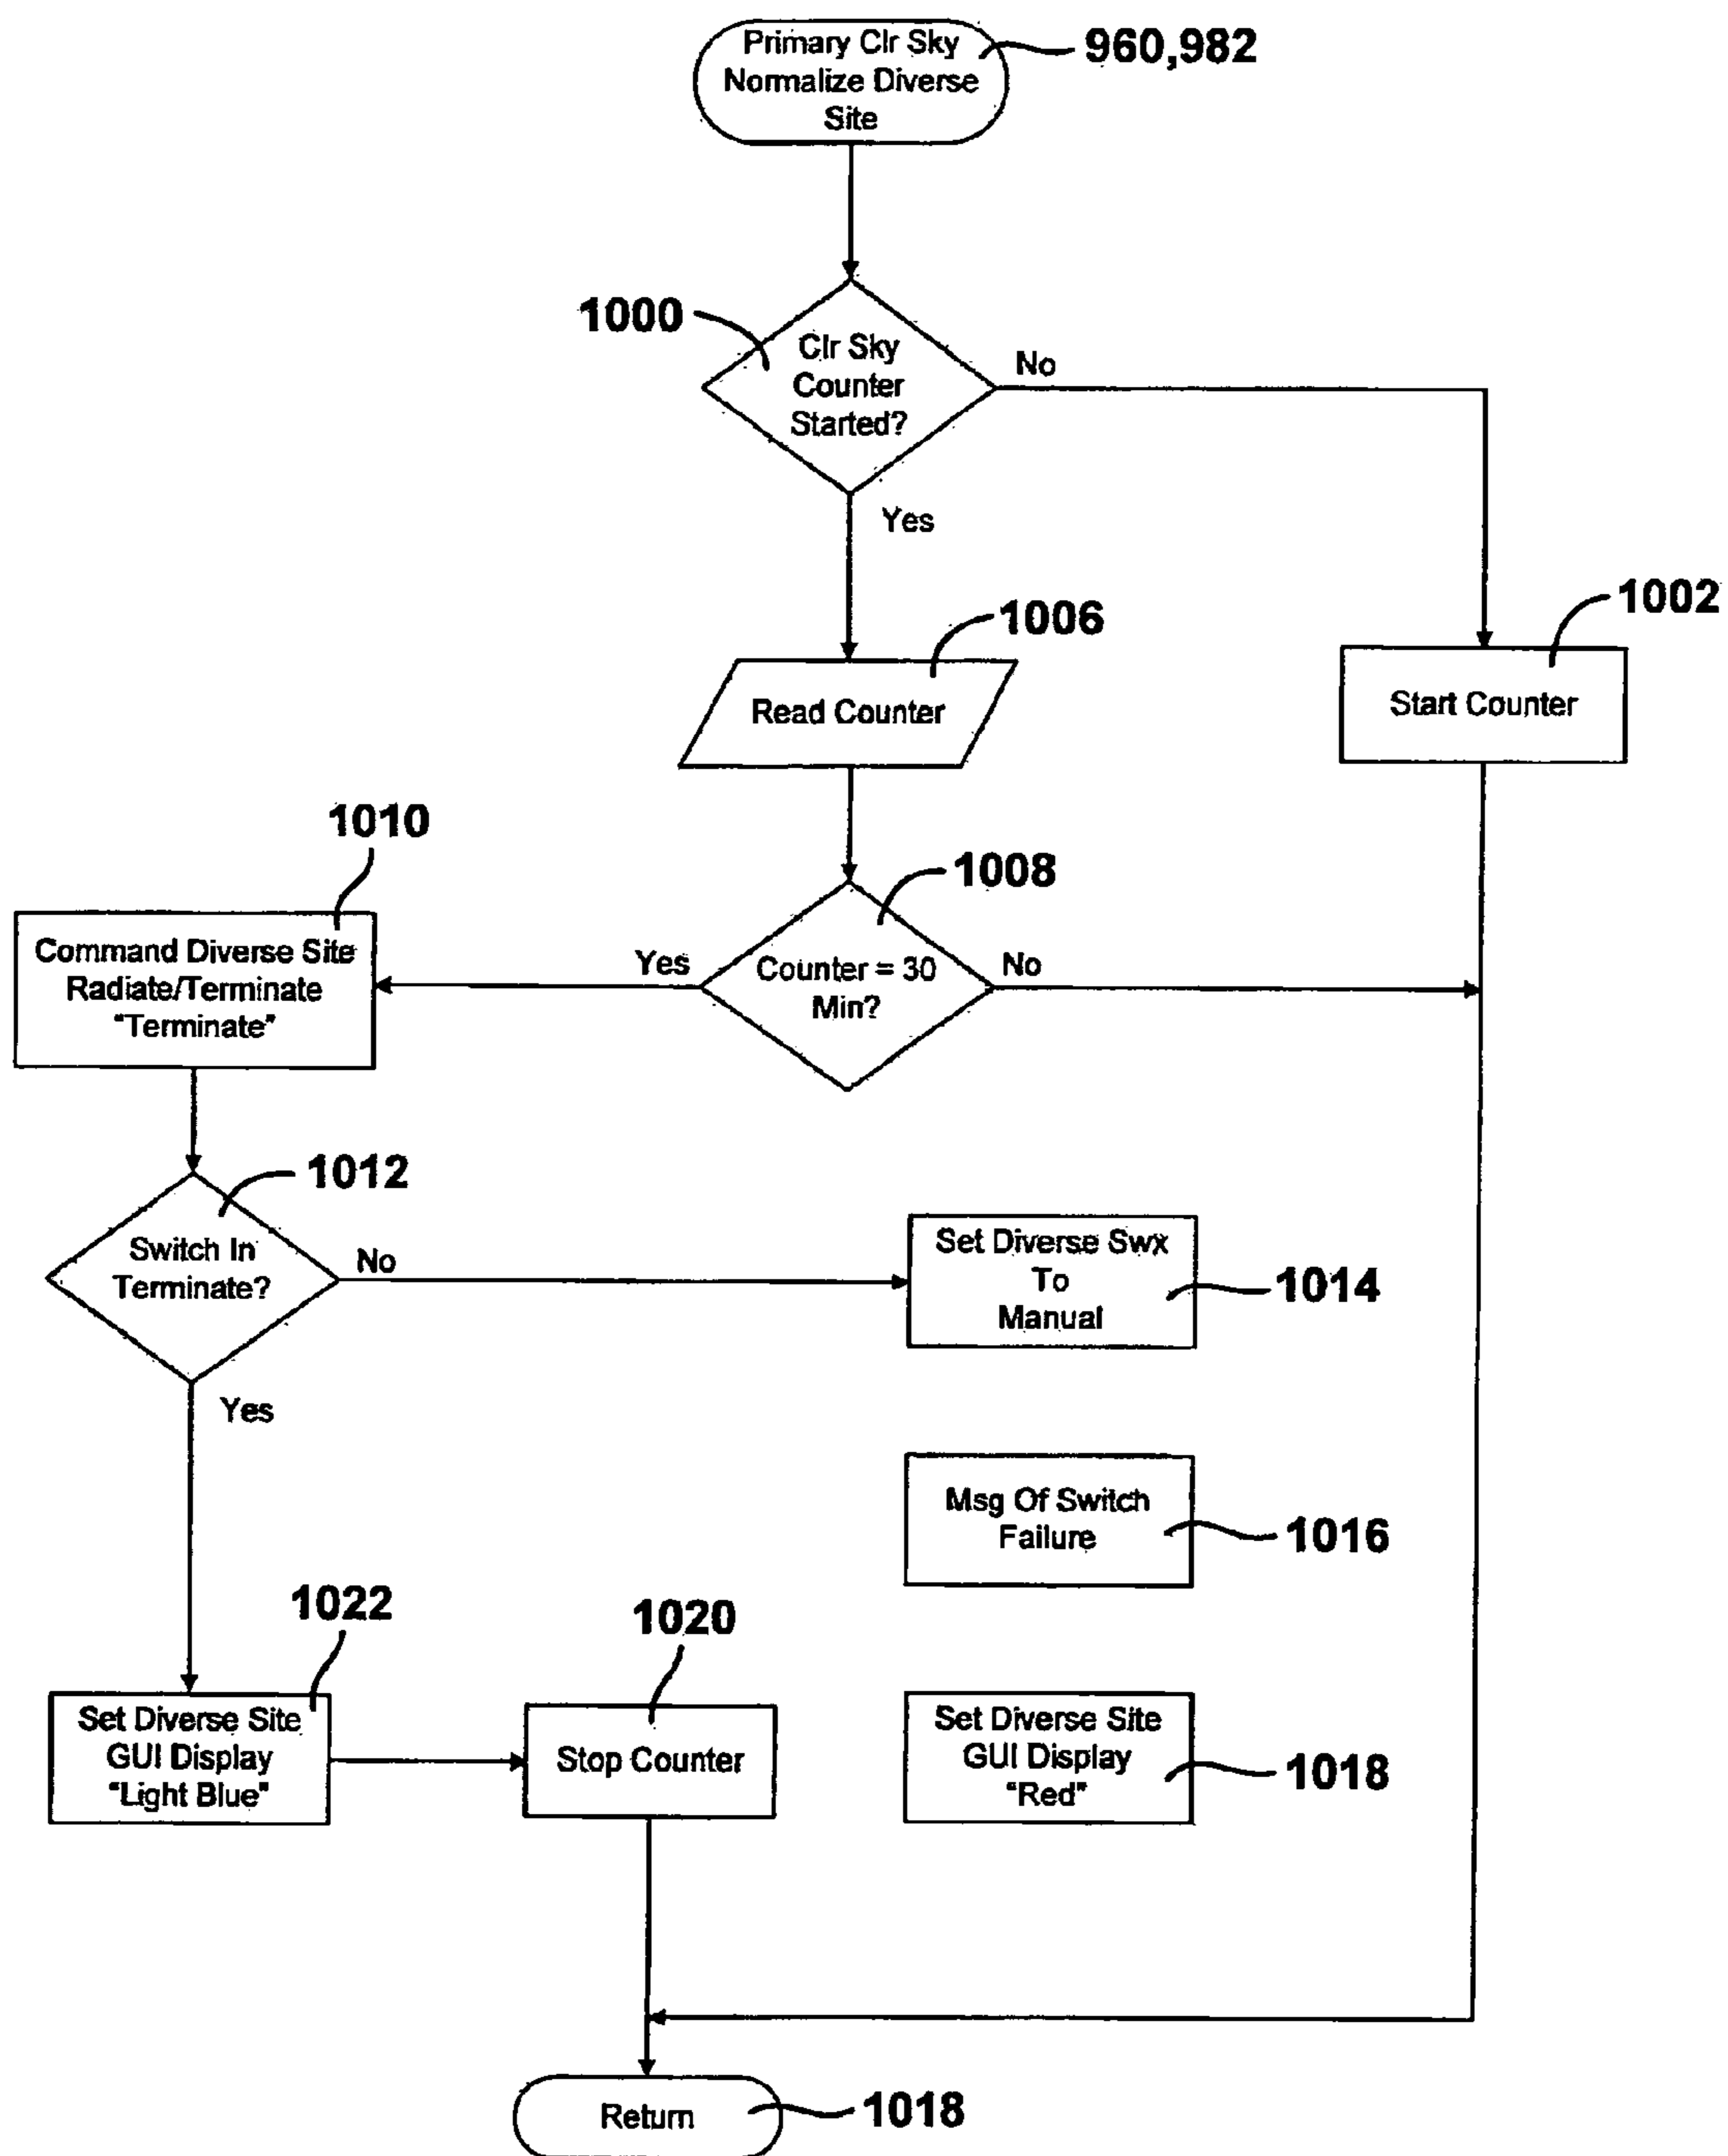 Primary Clr Sky
Normalize Diverse
Site
960,982
1000
Clr Sky
Counter
Started?
No
Yes
1006
1002
Read Counter
Start Counter
1010
1008
Command Diverse Site
Radiate/Terminate
"Terminate"
Yes
Counter = 30
Min?
No
1012
Switch In
Terminate?
No
Set Diverse Swx
To
Manual
1014
Yes
Msg Of Switch
Failure
1016
1022
1020
Set Diverse Site
GUI Display
"Light Blue"
Stop Counter
Set Diverse Site
GUI Display
"Red"
1018
Return
1018